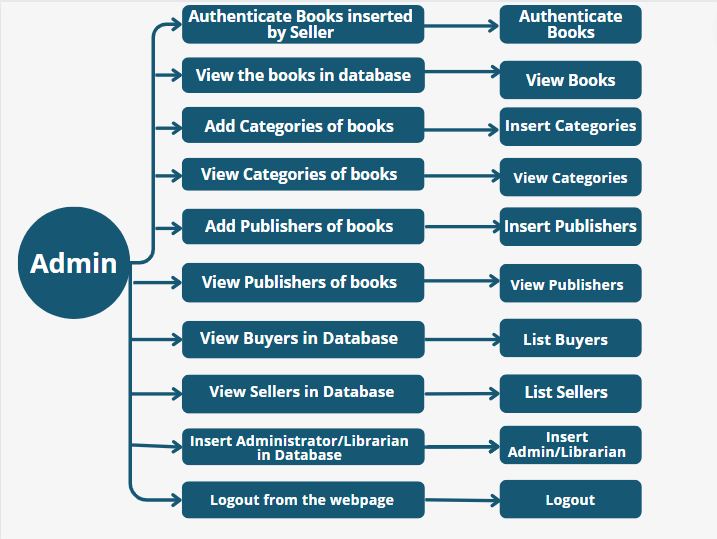 Authenticate Books inserted
by Seller
Authenticate
Books
View the books in database
View Books
Add Categories of books
Insert Categories
View Categories of books
View Categories
Add Publishers of books
Insert Publishers
Admin
View Publishers of books
View Publishers
View Buyers in Database
List Buyers
View Sellers in Database
List Sellers
Insert Administrator/Librarian
in Database
Insert
Admin/Librarian
Logout from the webpage
Logout